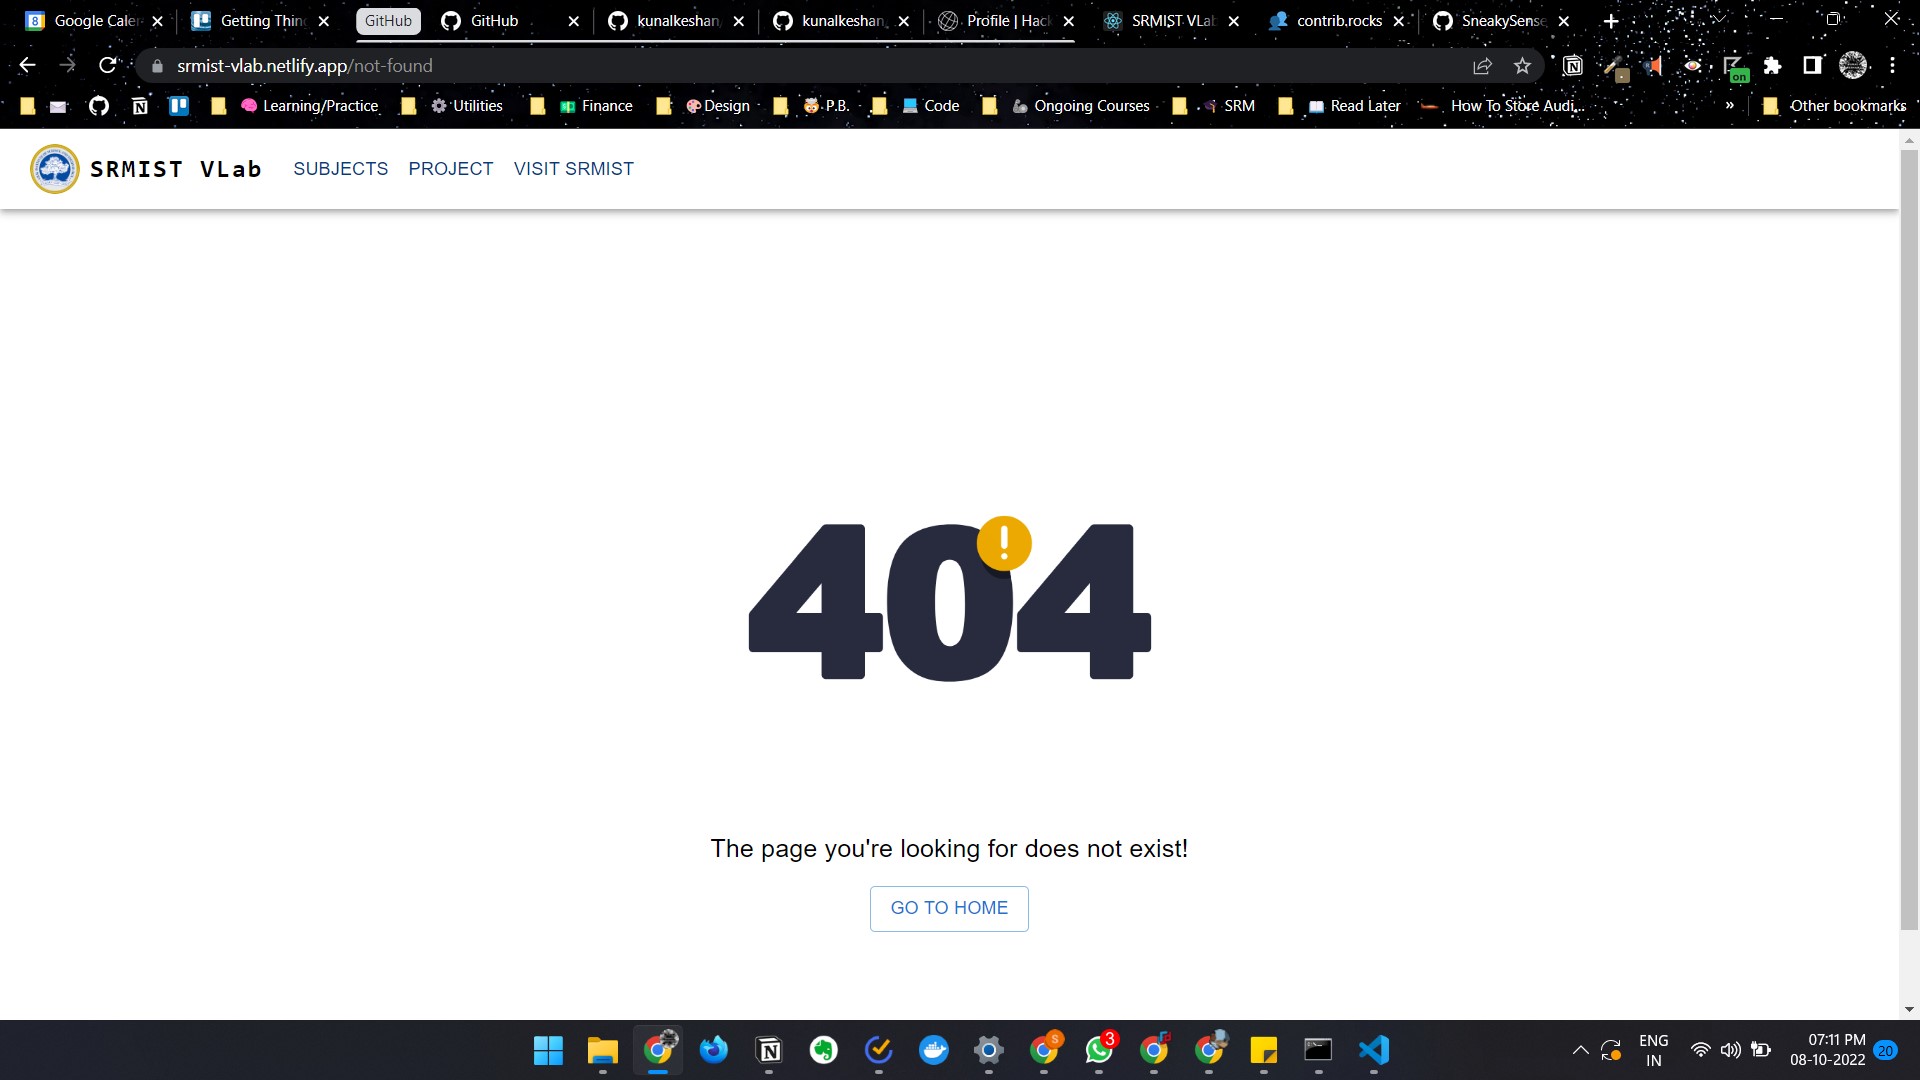 Google Caler
Getting Thin
GitHub
GitHub
kunalkeshan
kunalkeshan
Profile | Hack
SRMIST VLab
contrib.rocks
SneakySense
srmist-vlab.netlify.app/not-found
on
Learning/Practice
Utilities
Finance
Design
P.B.
Code
Ongoing Courses
SRM
Read Later
How To Store Audi...
»
Other bookmarks
SRMIST VLab
SUBJECTS
PROJECT
VISIT SRMIST
404
!
The page you're looking for does not exist!
GO TO HOME
S
3
ENG
IN
07:11 PM
08-10-2022
20